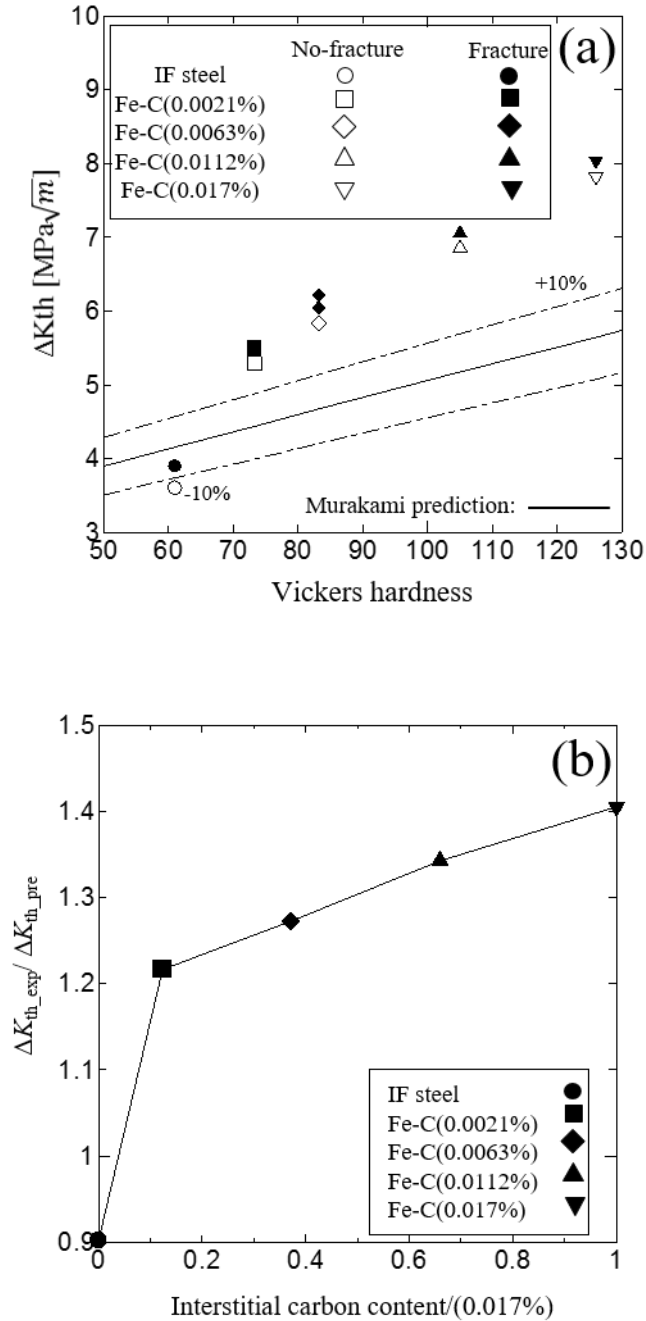 (a)
No-fracture Fracture
IF steel
Fe-C(0.0021%)
Fe-C(0.0063%)
Fe-C(0.0112%)
Fe-C(0.017%)
10
9
8
7
6
5
4
3
ΔKth [MPa√m]
+10%
-10%
Murakami prediction:
50 60 70 80 90 100 110 120 130
Vickers hardness
(b)
1.5
1.4
1.3
1.2
1.1
1
0.9
ΔKth_exp/ ΔKth_pre
IF steel
Fe-C(0.0021%)
Fe-C(0.0063%)
Fe-C(0.0112%)
Fe-C(0.017%)
0 0.2 0.4 0.6 0.8 1
Interstitial carbon content/(0.017%)